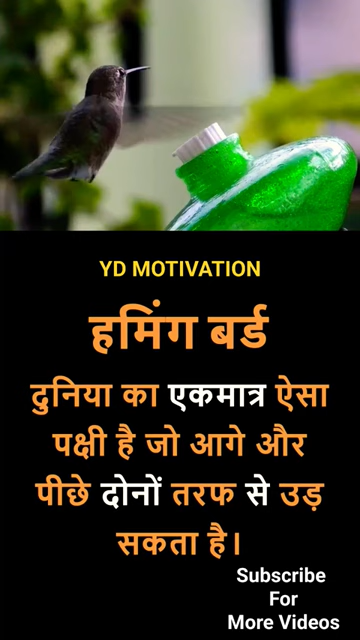 YD MOTIVATION
हमिंग बर्ड
दुनिया का एकमात्र ऐसा
पक्षी है जो आगे और
पीछे दोनों तरफ से उड़
सकता है।
Subscribe
For
More Videos